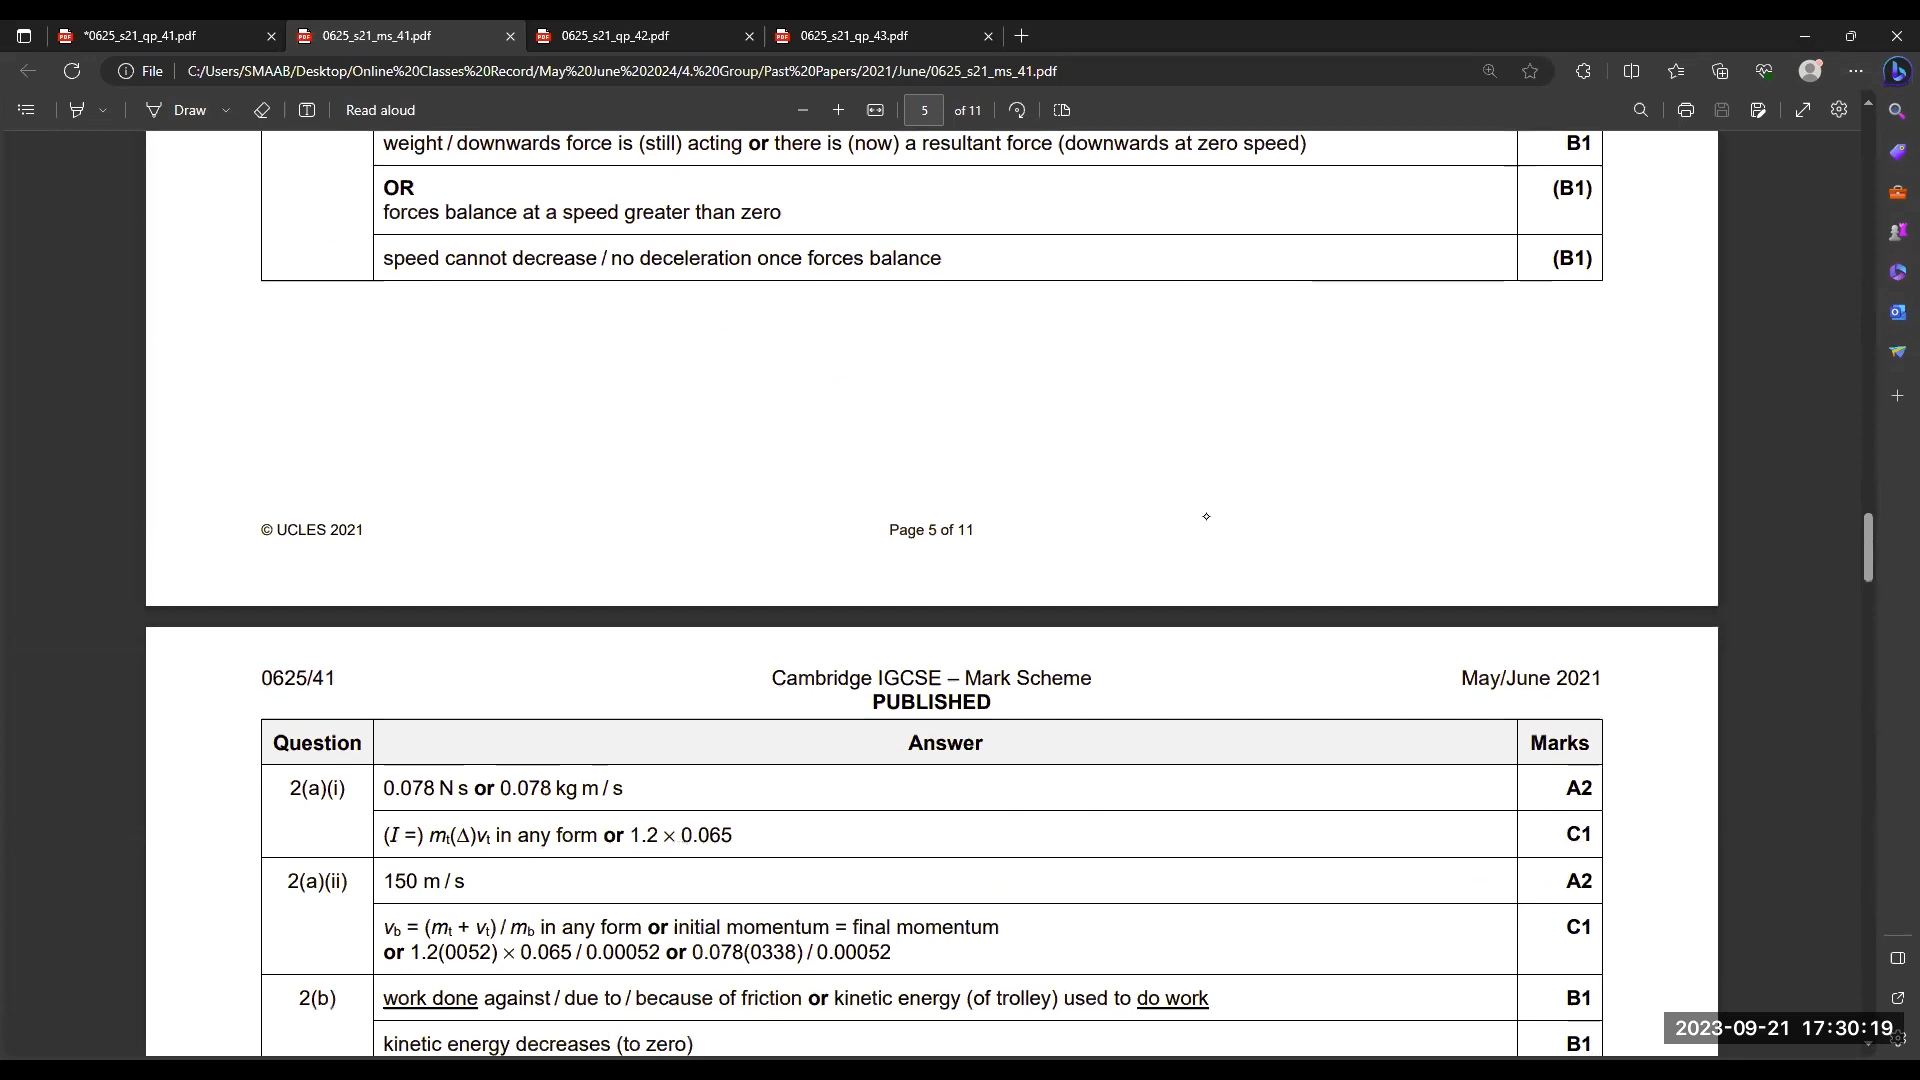 *0625_s21_qp_41.pdf
0625_s21_ms_41.pdf
0625_s21_qp_42.pdf
0625_s21_qp_43.pdf
File
C:/Users/SMAAB/Desktop/Online%20Classes%20Record/May%20June%202024/4.%20Group/Past%20Papers/2021/June/0625_s21_ms_41.pdf
Draw
Read aloud
5
of 11
weight / downwards force is (still) acting or there is (now) a resultant force (downwards at zero speed) B1
OR (B1)
forces balance at a speed greater than zero
speed cannot decrease / no deceleration once forces balance (B1)
© UCLES 2021 Page 5 of 11
0625/41 Cambridge IGCSE – Mark Scheme May/June 2021
PUBLISHED
Question Answer Marks
2(a)(i) 0.078 N s or 0.078 kg m / s A2
(I =) mt(Δ)vt in any form or 1.2 × 0.065 C1
2(a)(ii) 150 m / s A2
vb = (mt + vt) / mb in any form or initial momentum = final momentum C1
or 1.2(0052) × 0.065 / 0.00052 or 0.078(0338) / 0.00052
2(b) work done against / due to / because of friction or kinetic energy (of trolley) used to do work B1
kinetic energy decreases (to zero) B1
2023-09-21 17:30:19